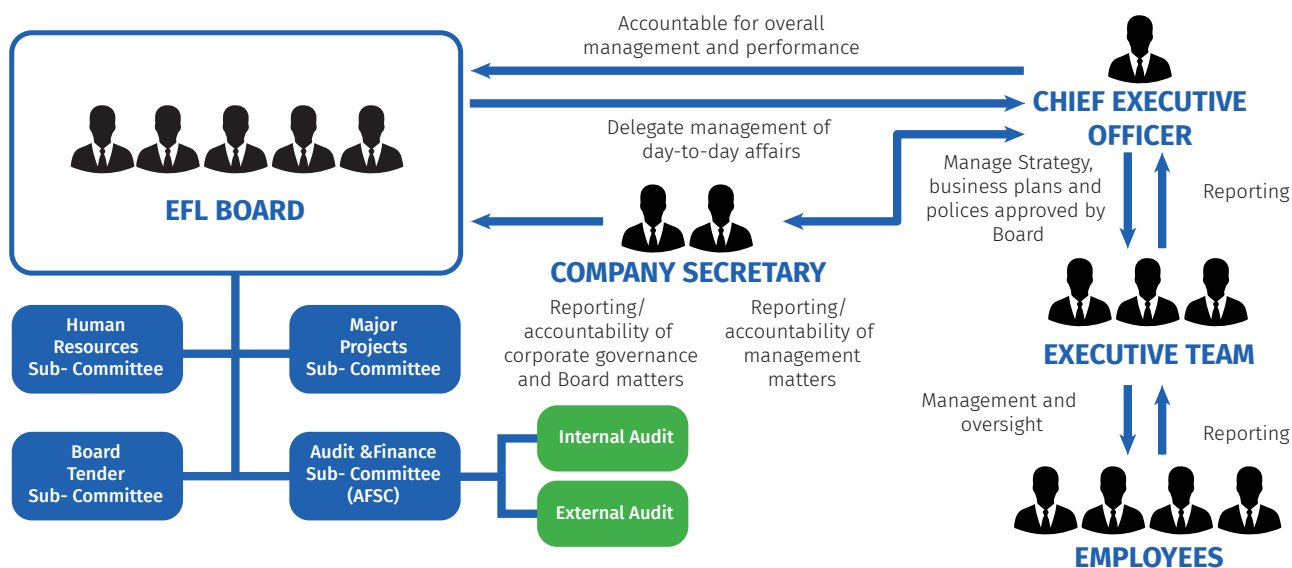 Accountable for overall
management and performance
CHIEF EXECUTIVE
OFFICER
Delegate management of
day-to-day affairs
EFL BOARD
Manage Strategy,
business plans and
polices approved by
Board
Reporting
COMPANY SECRETARY
Reporting/
accountability of
corporate governance
and Board matters
Reporting/
accountability of
management
matters
Human
Resources
Sub- Committee
Major
Projects
Sub- Committee
EXECUTIVE TEAM
Management and
oversight
Reporting
Board
Tender
Sub- Committee
Audit &Finance
Sub- Committee
(AFSC)
Internal Audit
External Audit
EMPLOYEES